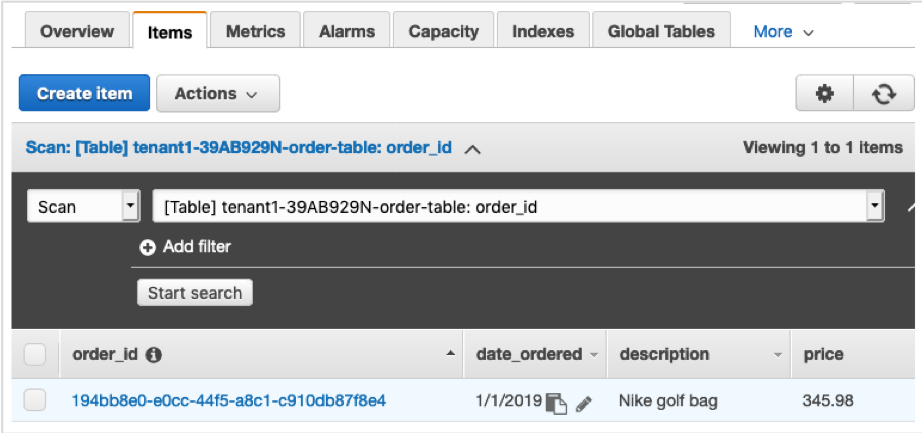 Overview Items Metrics Alarms Capacity Indexes Global Tables More
Create item Actions
Scan: [Table] tenant1-39AB929N-order-table: order_id Viewing 1 to 1 items
Scan [Table] tenant1-39AB929N-order-table: order_id
Add filter
Start search
order_id date_ordered description price
194bb8e0-e0cc-44f5-a8c1-c910db87f8e4 1/1/2019 Nike golf bag 345.98